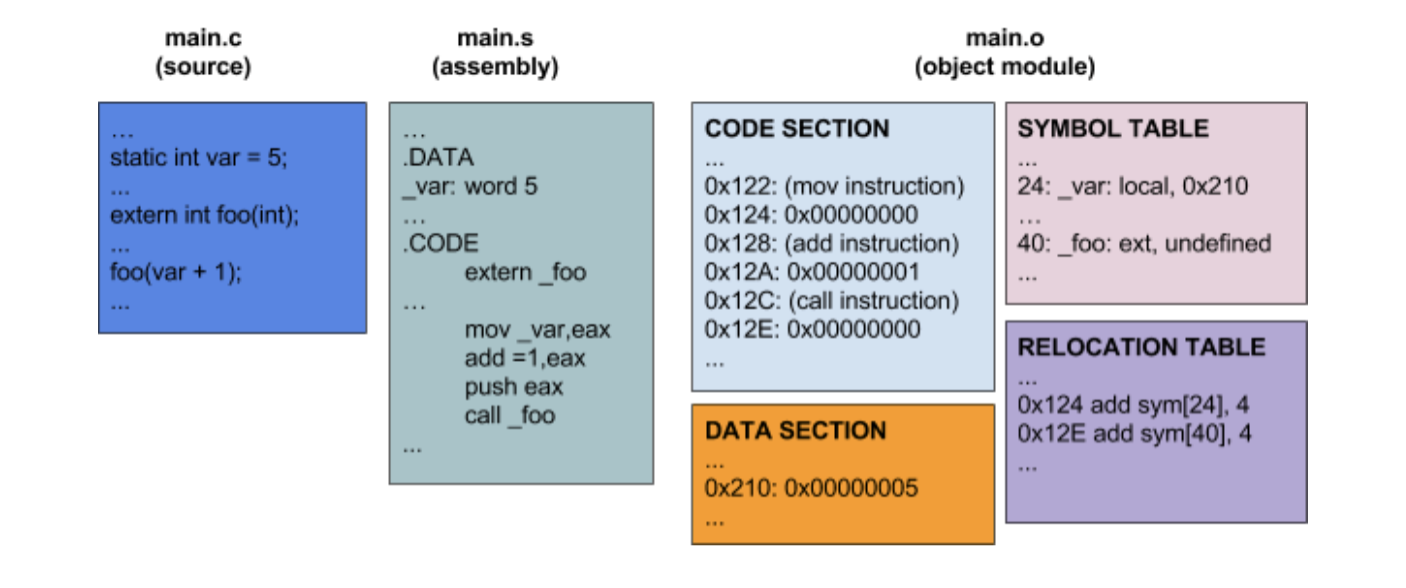 main.c
(source)
…
static int var = 5;
...
extern int foo(int);
...
foo(var + 1);
...
main.s
(assembly)
…
.DATA
_var: word 5
…
.CODE
extern _foo
…
mov _var,eax
add =1,eax
push eax
call _foo
...
main.o
(object module)
CODE SECTION
...
0x122: (mov instruction)
0x124: 0x00000000
0x128: (add instruction)
0x12A: 0x00000001
0x12C: (call instruction)
0x12E: 0x00000000
...
DATA SECTION
...
0x210: 0x00000005
...
SYMBOL TABLE
...
24: _var: local, 0x210
…
40: _foo: ext, undefined
...
RELOCATION TABLE
...
0x124 add sym[24], 4
0x12E add sym[40], 4
...